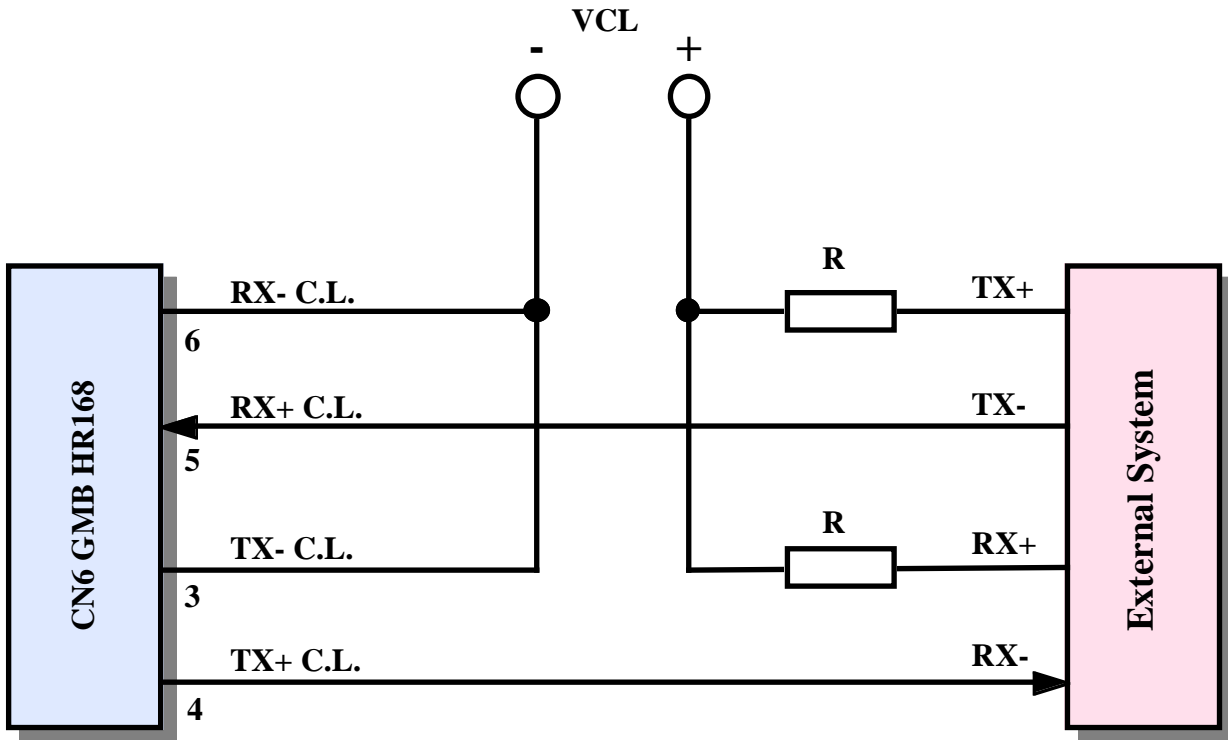 VCL
- +
R
RX- C.L. TX+
6
RX+ C.L. TX-
5
R
TX- C.L. RX+
3
TX+ C.L. RX-
4
CN6 GMB HR168
External System